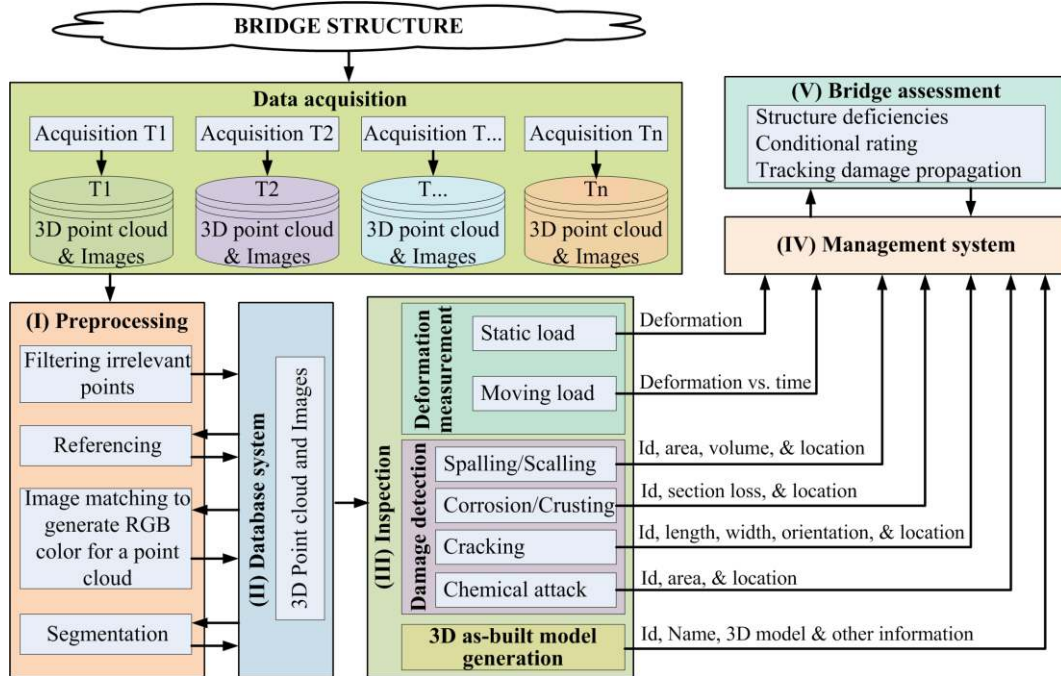 BRIDGE STRUCTURE
Data acquisition
Acquisition T1
Acquisition T2
Acquisition T...
Acquisition Tn
T1
3D point cloud
& Images
T2
3D point cloud
& Images
T...
3D point cloud
& Images
Tn
3D point cloud
& Images
(V) Bridge assessment
Structure deficiencies
Conditional rating
Tracking damage propagation
(IV) Management system
(I) Preprocessing
Filtering irrelevant
points
Referencing
Image matching to
generate RGB
color for a point
cloud
Segmentation
(II) Database system
3D Point cloud and Images
(III) Inspection
Deformation
measurement
Static load
Moving load
Damage detection
Spalling/Scalling
Corrosion/Crusting
Cracking
Chemical attack
3D as-built model
generation
Deformation
Deformation vs. time
Id, area, volume, & location
Id, section loss, & location
Id, length, width, orientation, & location
Id, area, & location
Id, Name, 3D model & other information